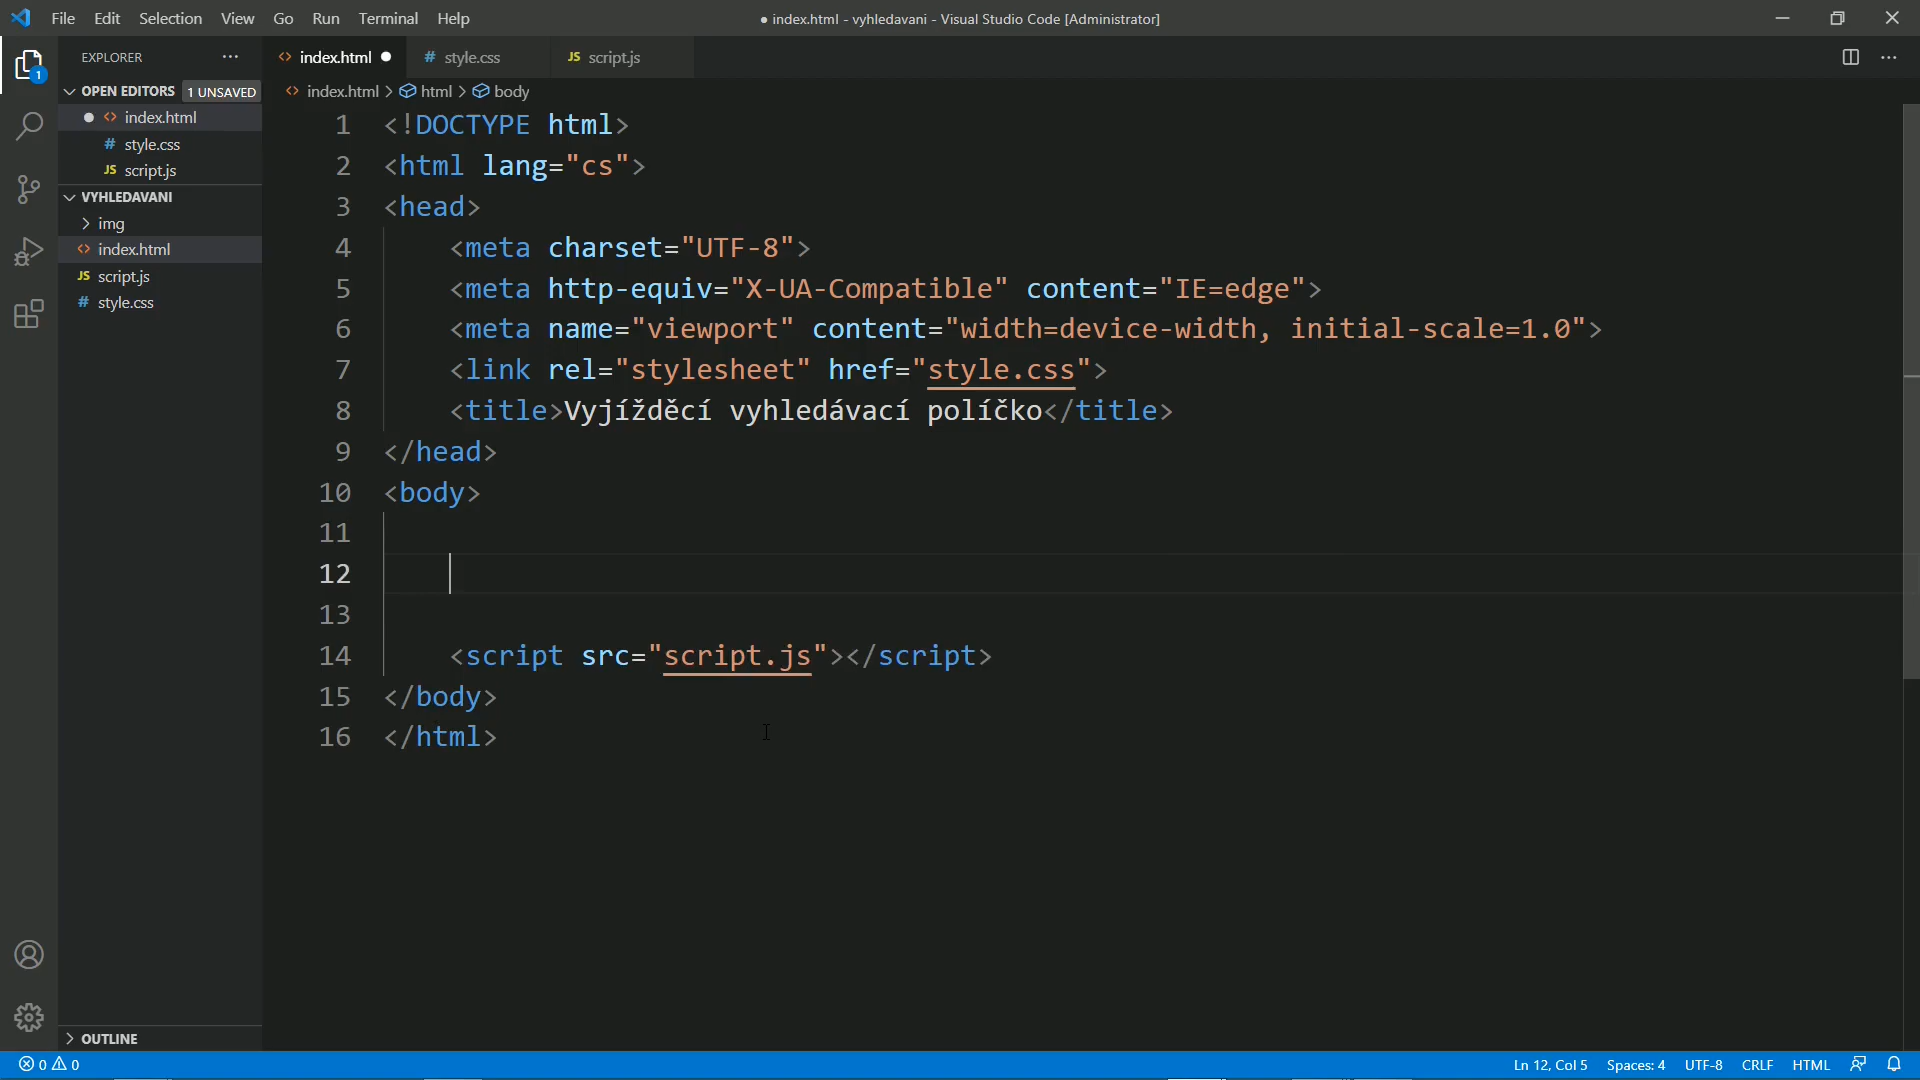 File Edit Selection View Go Run Terminal Help
● index.html - vyhledavani - Visual Studio Code [Administrator]
EXPLORER
index.html
# style.css
JS script.js
1
OPEN EDITORS 1 UNSAVED
index.html > html > body
index.html
# style.css
JS script.js
VYHLEDAVANI
img
index.html
JS script.js
# style.css
1 <!DOCTYPE html>
2 <html lang="cs">
3 <head>
4 <meta charset="UTF-8">
5 <meta http-equiv="X-UA-Compatible" content="IE=edge">
6 <meta name="viewport" content="width=device-width, initial-scale=1.0">
7 <link rel="stylesheet" href="style.css">
8 <title>Vyjížděcí vyhledávací políčko</title>
9 </head>
10 <body>
11
12
13
14 <script src="script.js"></script>
15 </body>
16 </html>
OUTLINE
0 0
Ln 12, Col 5 Spaces: 4 UTF-8 CRLF HTML